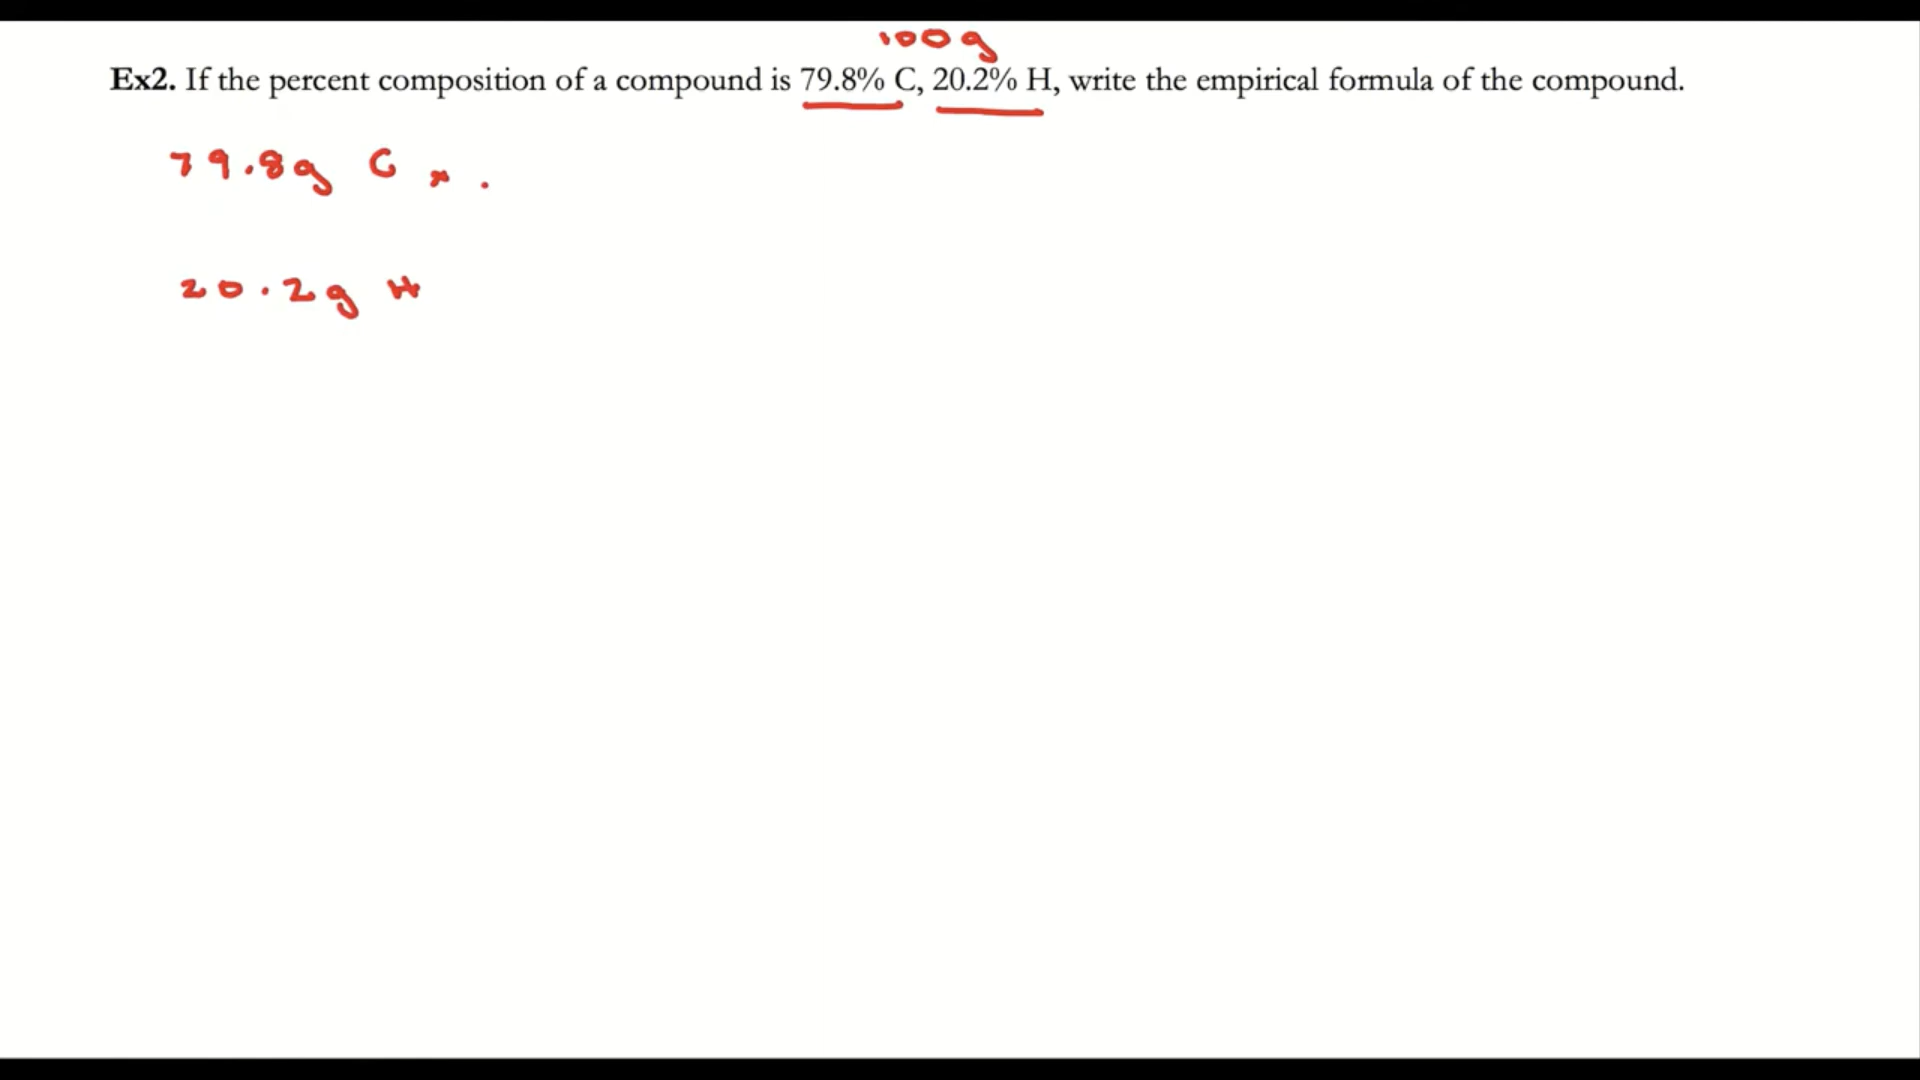 100g
Ex2. If the percent composition of a compound is 79.8% C, 20.2% H, write the empirical formula of the compound.
79.8g C × .
20.2g H